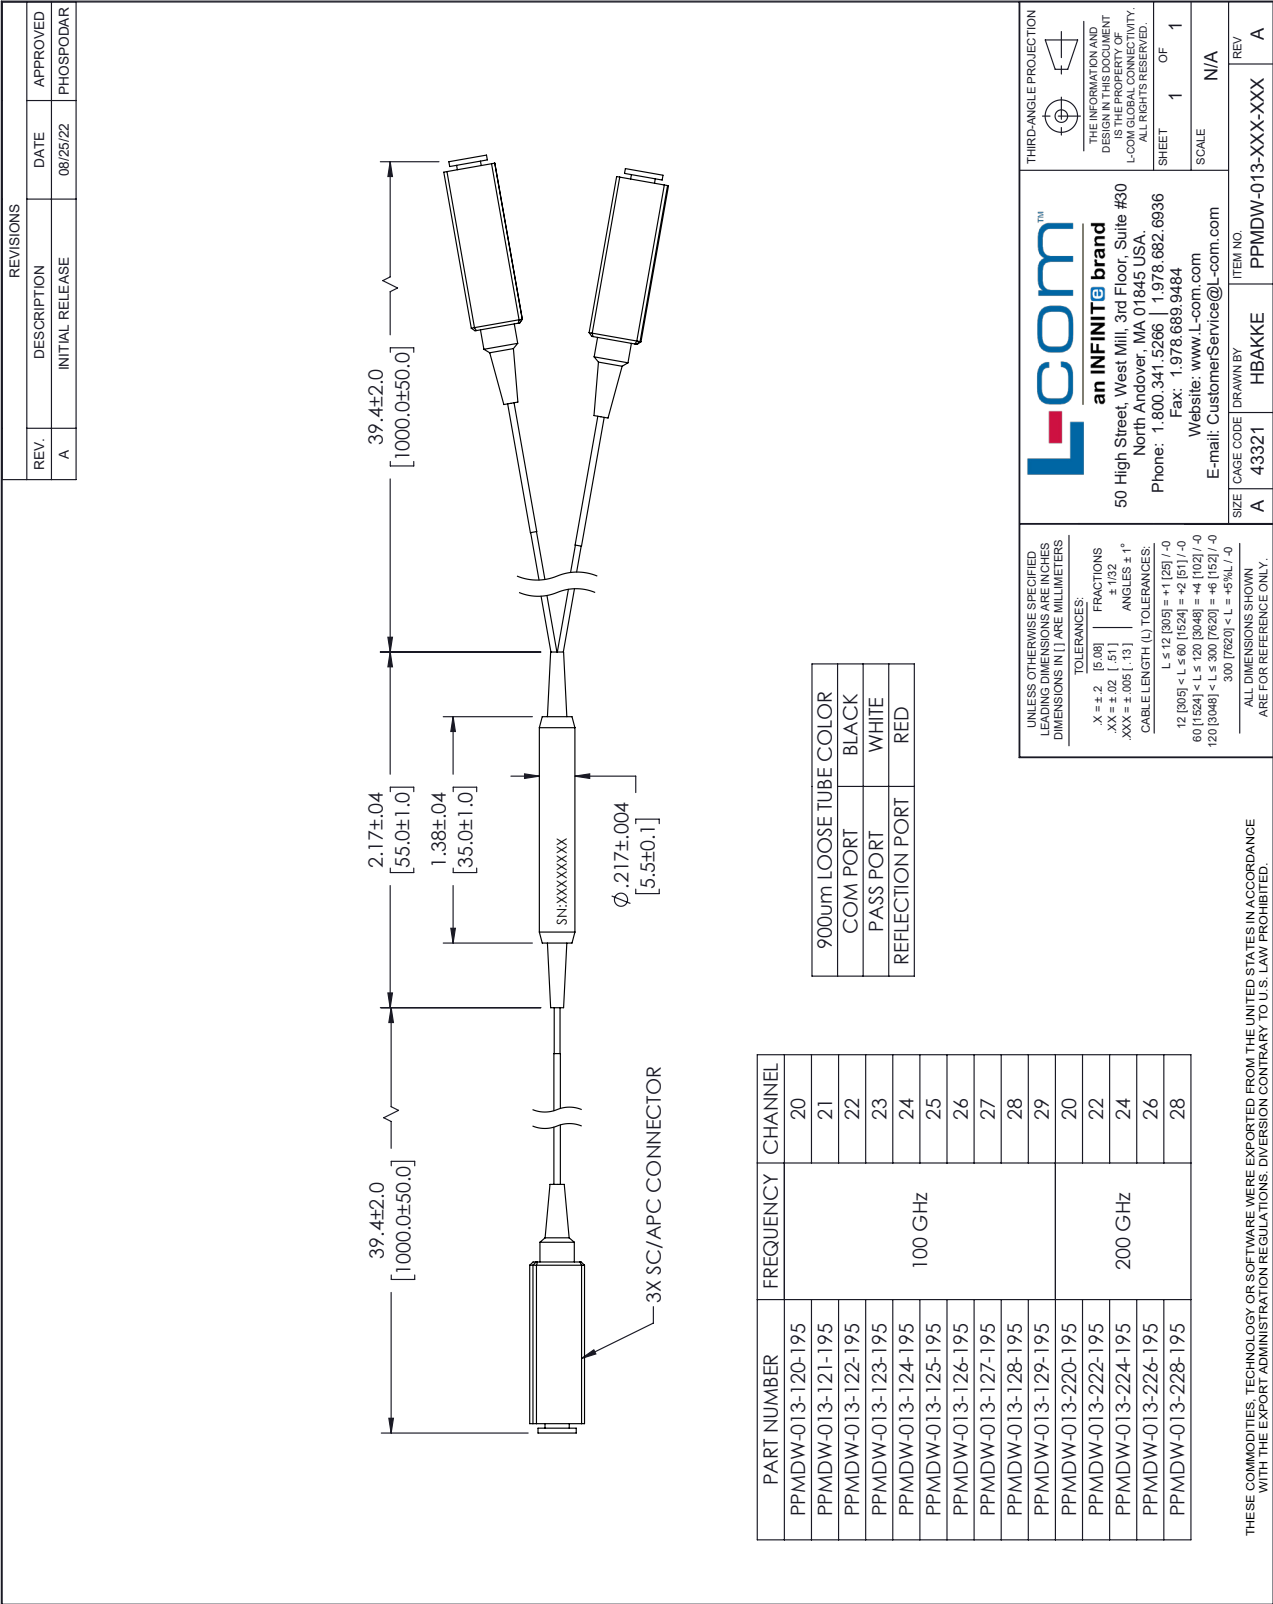 REVISIONS
REV. DESCRIPTION DATE APPROVED
A INITIAL RELEASE 08/25/22 PHOSPODAR
39.4±2.0
[1000.0±50.0]
2.17±.04
[55.0±1.0]
39.4±2.0
[1000.0±50.0]
1.38±.04
[35.0±1.0]
SN:XXXXXXXX
Ø.217±.004
[5.5±0.1]
3X SC/APC CONNECTOR
PART NUMBER FREQUENCY CHANNEL
PPMDW-013-120-195 100 GHz 20
PPMDW-013-121-195 21
PPMDW-013-122-195 22
PPMDW-013-123-195 23
PPMDW-013-124-195 24
PPMDW-013-125-195 25
PPMDW-013-126-195 26
PPMDW-013-127-195 27
PPMDW-013-128-195 28
PPMDW-013-129-195 29
PPMDW-013-220-195 200 GHz 20
PPMDW-013-222-195 22
PPMDW-013-224-195 24
PPMDW-013-226-195 26
PPMDW-013-228-195 28
900um LOOSE TUBE COLOR
COM PORT BLACK
PASS PORT WHITE
REFLECTION PORT RED
THESE COMMODITIES, TECHNOLOGY OR SOFTWARE WERE EXPORTED FROM THE UNITED STATES IN ACCORDANCE
WITH THE EXPORT ADMINISTRATION REGULATIONS. DIVERSION CONTRARY TO U.S. LAW PROHIBITED.
UNLESS OTHERWISE SPECIFIED
LEADING DIMENSIONS ARE INCHES
DIMENSIONS IN [ ] ARE MILLIMETERS
TOLERANCES:
.X = ± .2 [5.08] FRACTIONS
.XX = ± .02 [ .51 ] ± 1/32
.XXX = ± .005 [ .13 ] ANGLES ± 1°
CABLE LENGTH (L) TOLERANCES:
L ≤ 12 [305] = +1 [25] / -0
12 [305] < L ≤ 60 [1524] = +2 [51] / -0
60 [1524] < L ≤ 120 [3048] = +4 [102] / -0
120 [3048] < L ≤ 300 [7620] = +6 [152] / -0
300 [7620] < L = +5%L / -0
ALL DIMENSIONS SHOWN
ARE FOR REFERENCE ONLY.
L-com™
an INFINITe brand
50 High Street, West Mill, 3rd Floor, Suite #30
North Andover, MA 01845 USA.
Phone: 1.800.341.5266 | 1.978.682.6936
Fax: 1.978.689.9484
Website: www.L-com.com
E-mail: CustomerService@L-com.com
THIRD-ANGLE PROJECTION
THE INFORMATION AND
DESIGN IN THIS DOCUMENT
IS THE PROPERTY OF
L-COM GLOBAL CONNECTIVITY.
ALL RIGHTS RESERVED.
SHEET 1 OF 1
SCALE N/A
SIZE A
CAGE CODE 43321
DRAWN BY HBAKKE
ITEM NO. PPMDW-013-XXX-XXX
REV A